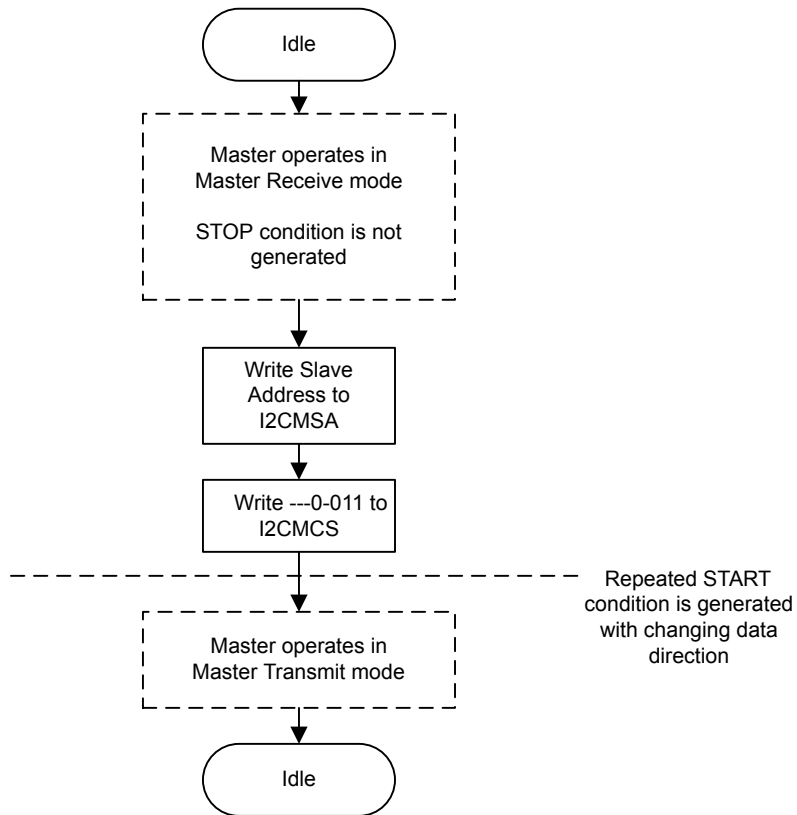 Idle
Master operates in
Master Receive mode
STOP condition is not
generated
Write Slave
Address to
I2CMSA
Write ---0-011 to
I2CMCS
Repeated START
condition is generated
with changing data
direction
Master operates in
Master Transmit mode
Idle